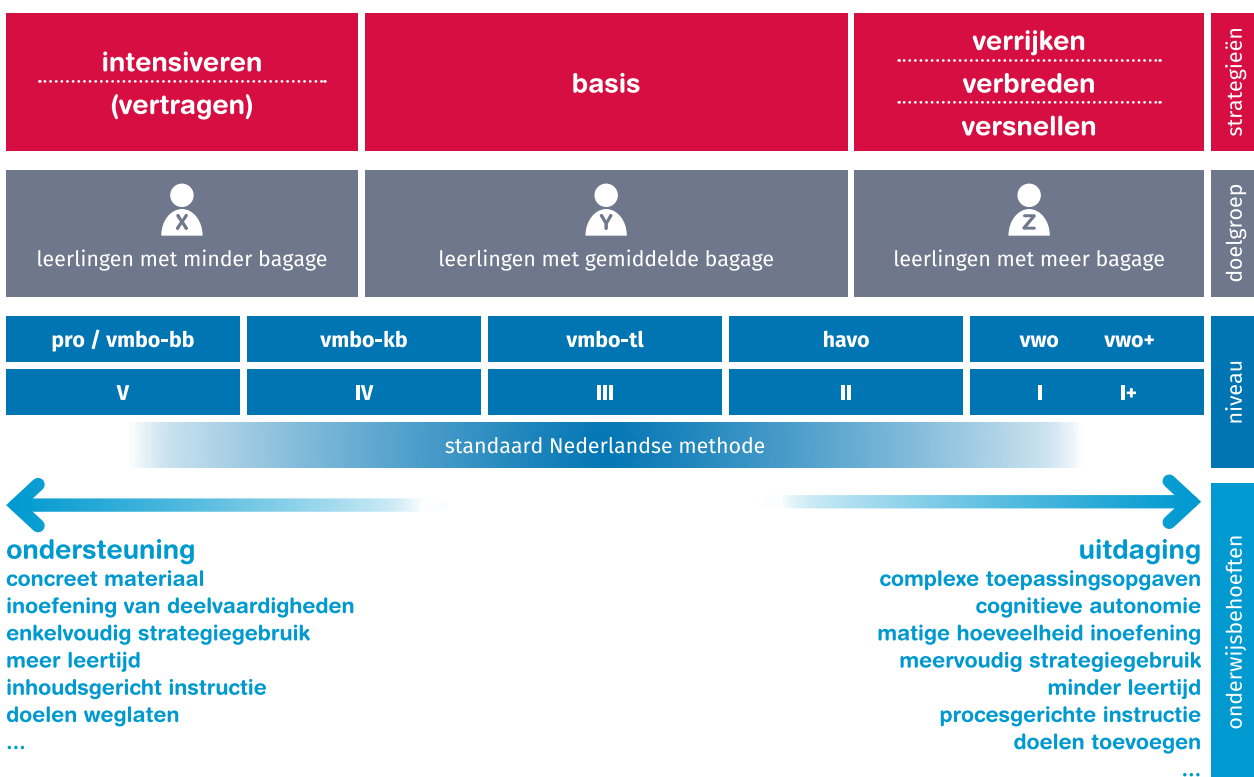 intensiveren
(vertragen)
basis
verrijken
verbreden
versnellen
strategieën
X
leerlingen met minder bagage
Y
leerlingen met gemiddelde bagage
Z
leerlingen met meer bagage
doelgroep
pro / vmbo-bb
vmbo-kb
vmbo-tl
havo
vwo vwo+
V
IV
III
II
I I+
standaard Nederlandse methode
niveau
ondersteuning
concreet materiaal
inoefening van deelvaardigheden
enkelvoudig strategiegebruik
meer leertijd
inhoudsgericht instructie
doelen weglaten
...
uitdaging
complexe toepassingsopgaven
cognitieve autonomie
matige hoeveelheid inoefening
meervoudig strategiegebruik
minder leertijd
procesgerichte instructie
doelen toevoegen
...
onderwijsbehoeften